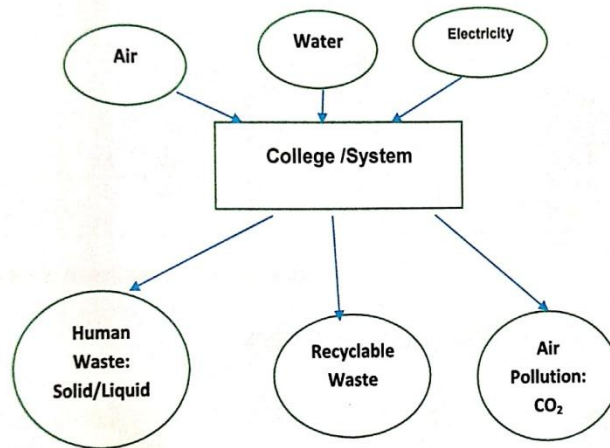 Air
Water
Electricity
College /System
Human
Waste:
Solid/Liquid
Recyclable
Waste
Air
Pollution:
CO₂